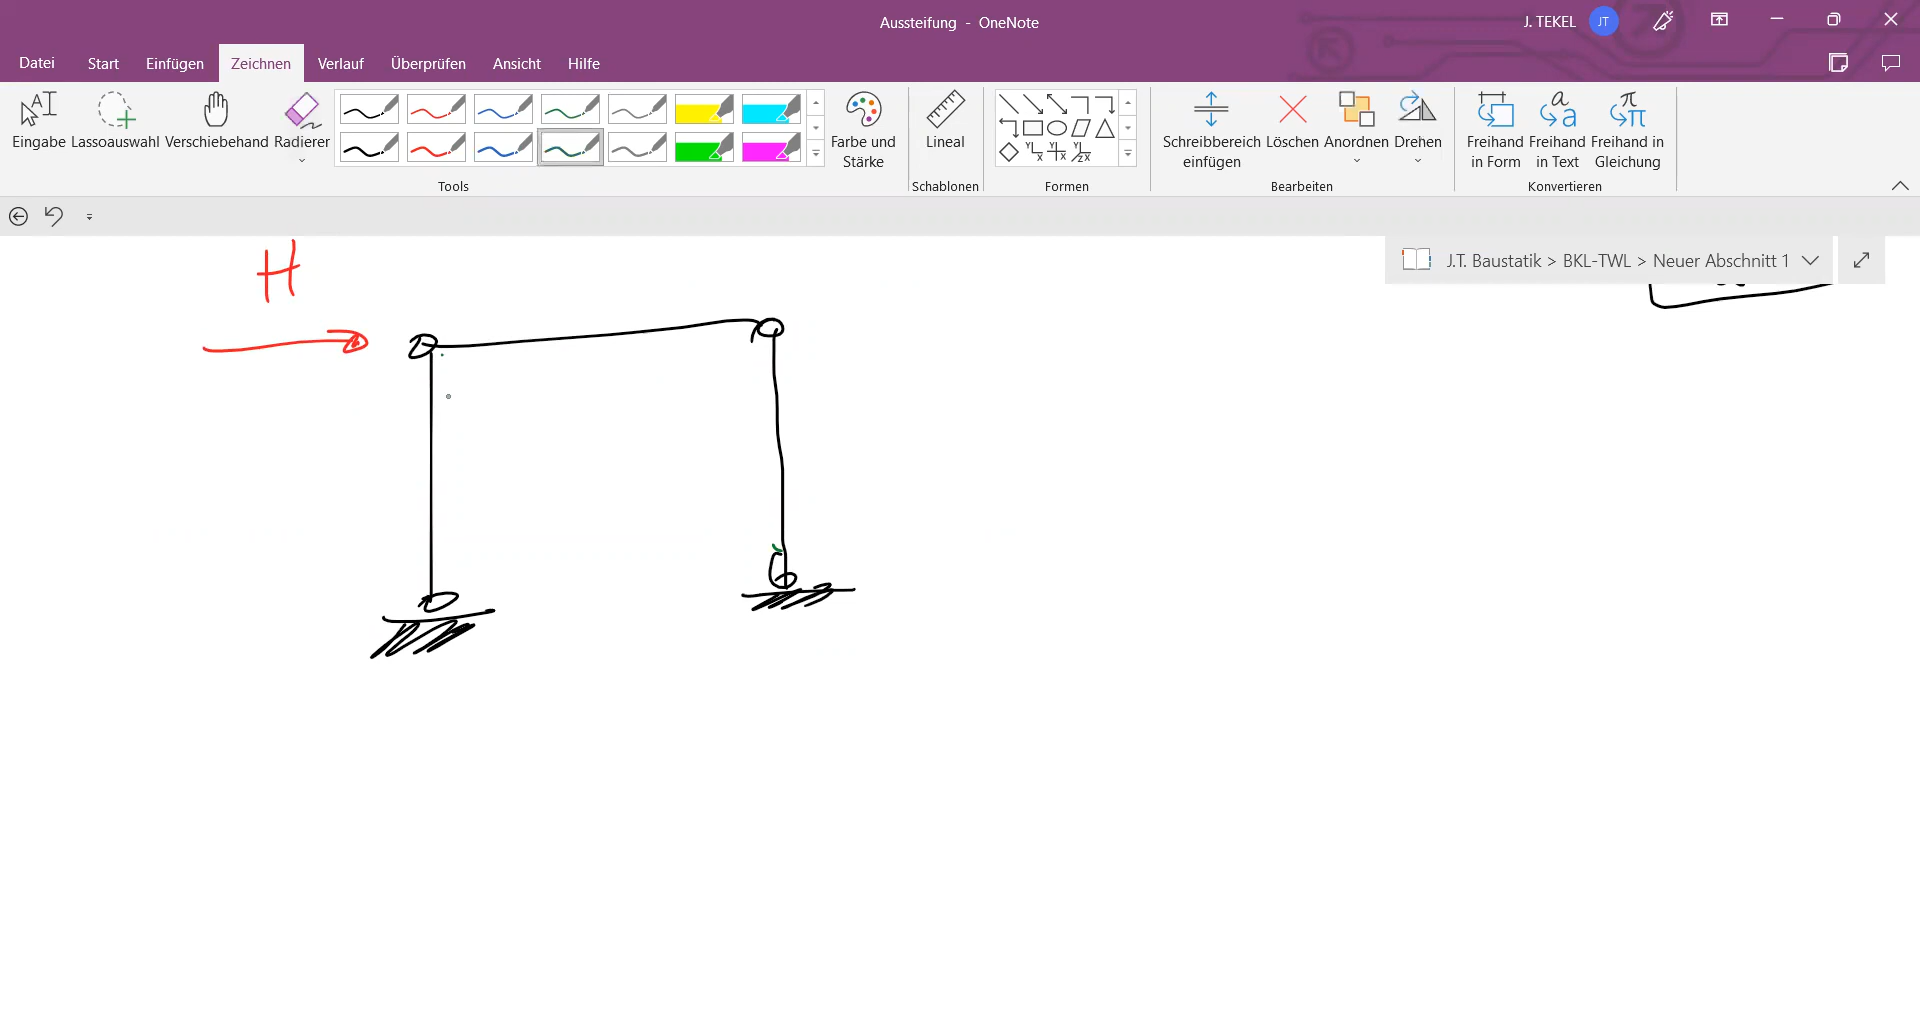 Aussteifung - OneNote
J. TEKEL
JT
Datei
Start
Einfügen
Zeichnen
Verlauf
Überprüfen
Ansicht
Hilfe
Eingabe
Lassoauswahl
Verschiebehand
Radierer
Farbe und
Stärke
Lineal
Schreibbereich
einfügen
Löschen
Anordnen
Drehen
Freihand
in Form
Freihand
in Text
Freihand in
Gleichung
Tools
Schablonen
Formen
Bearbeiten
Konvertieren
J.T. Baustatik > BKL-TWL > Neuer Abschnitt 1
H